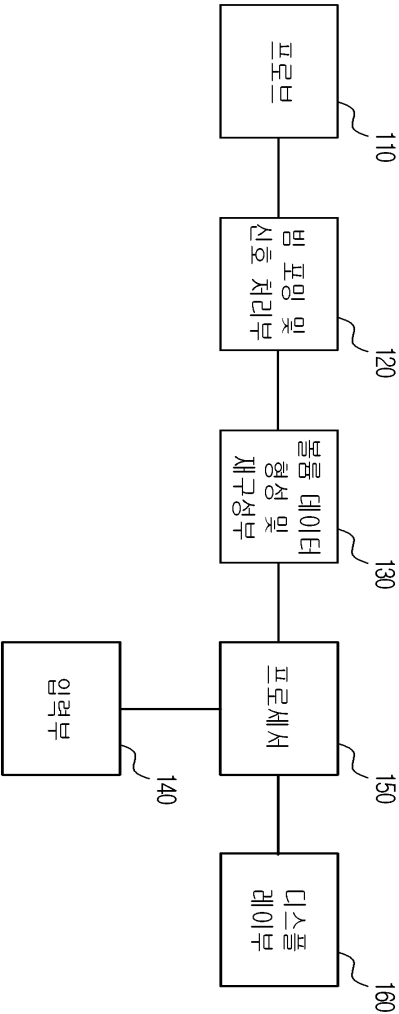 프로브
110
빔 포밍 및
신호 처리부
120
볼륨 데이터
형성 및
재구성부
130
프로세서
150
입력부
140
디스플
레이부
160